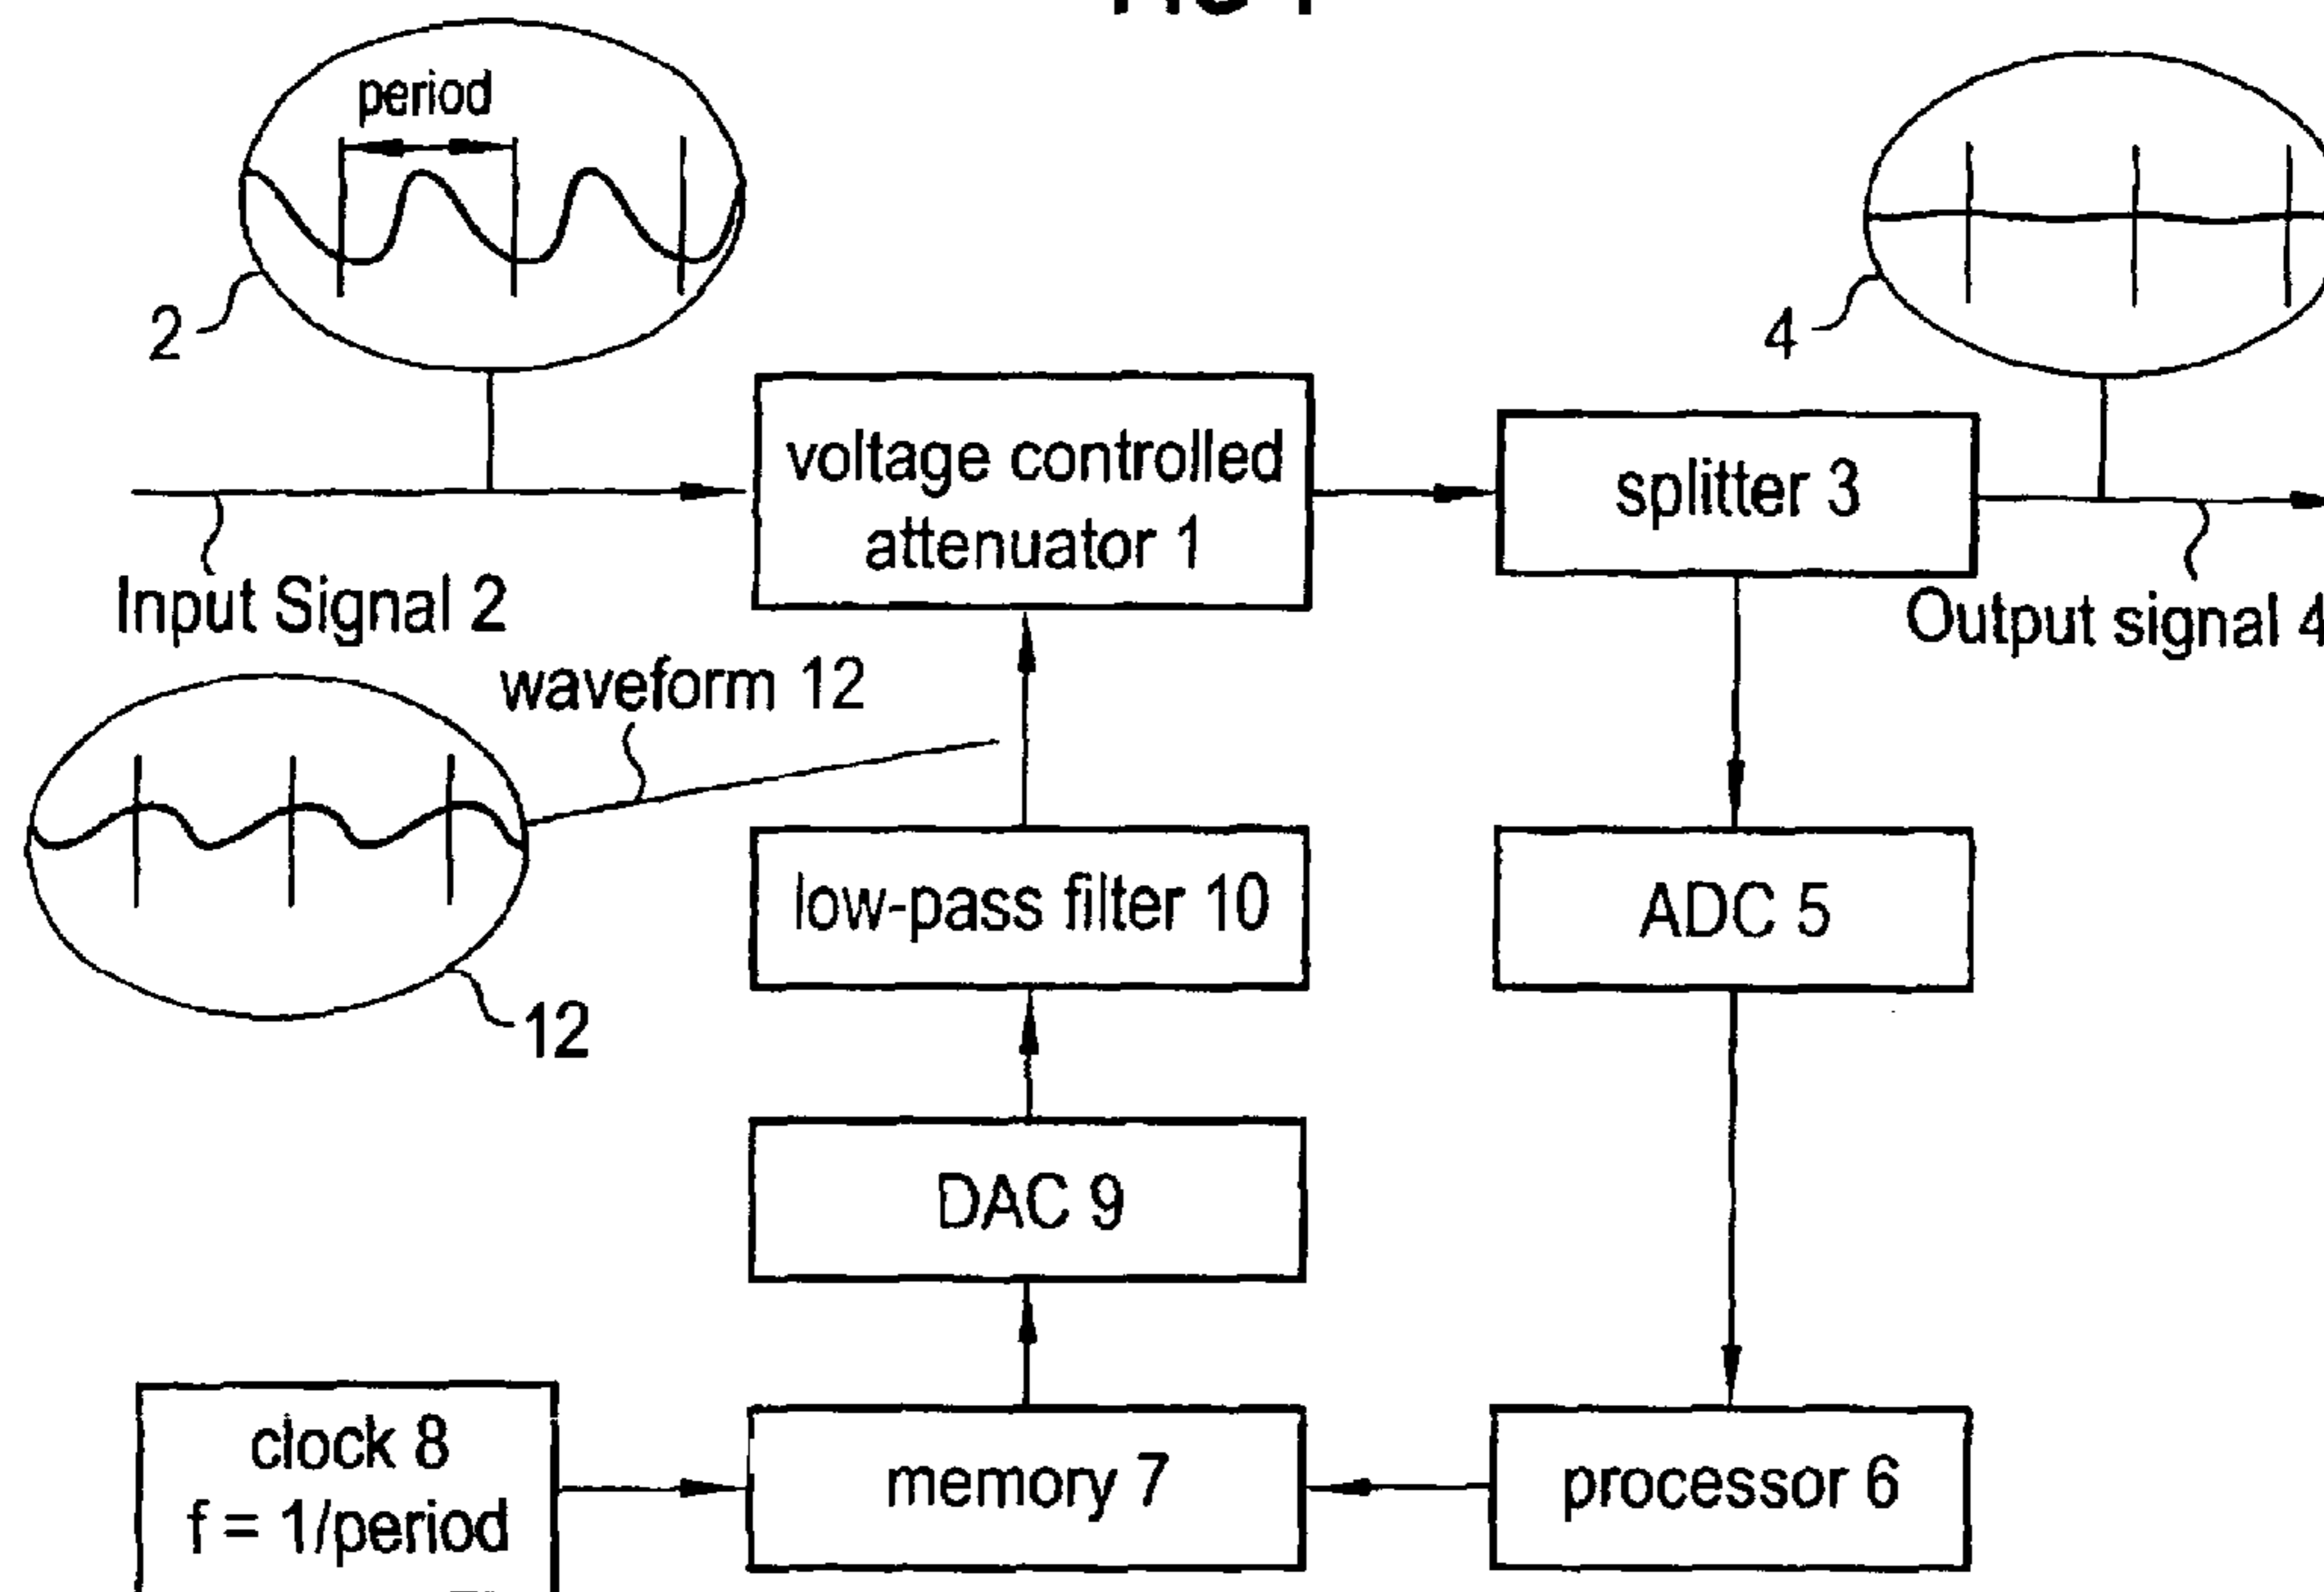 period
2
4
voltage controlled
attenuator 1
splitter 3
Input Signal 2
Output signal 4
waveform 12
low-pass filter 10
ADC 5
12
DAC 9
clock 8
f = 1/period
memory 7
processor 6